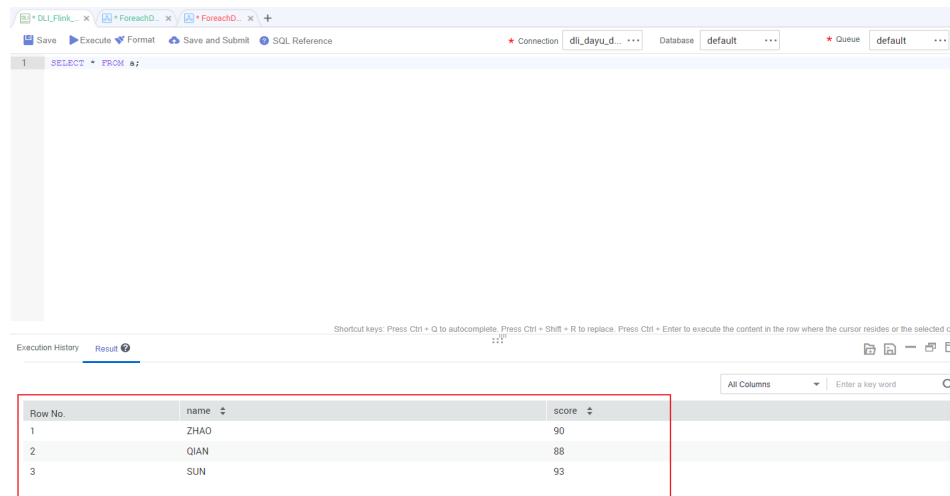 * DLI_Flink_... × * ForeachD... × * ForeachD... × +
Save Execute Format Save and Submit SQL Reference * Connection dli_dayu_d... ... Database default ... * Queue default ...
1 SELECT * FROM a;
Shortcut keys: Press Ctrl + Q to autocomplete. Press Ctrl + Shift + R to replace. Press Ctrl + Enter to execute the content in the row where the cursor resides or the selected c
Execution History Result
All Columns Enter a key word
Row No. name score
1 ZHAO 90
2 QIAN 88
3 SUN 93